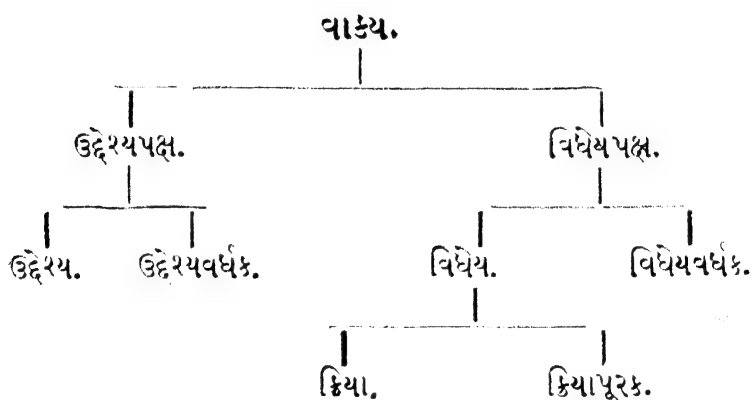 વાક્ય.
ઉદ્દેશ્યપક્ષ. વિધેયપક્ષ.
ઉદ્દેશ્ય. ઉદ્દેશ્યવર્ધક. વિધેય. વિધેયવર્ધક.
ક્રિયા. ક્રિયાપૂરક.